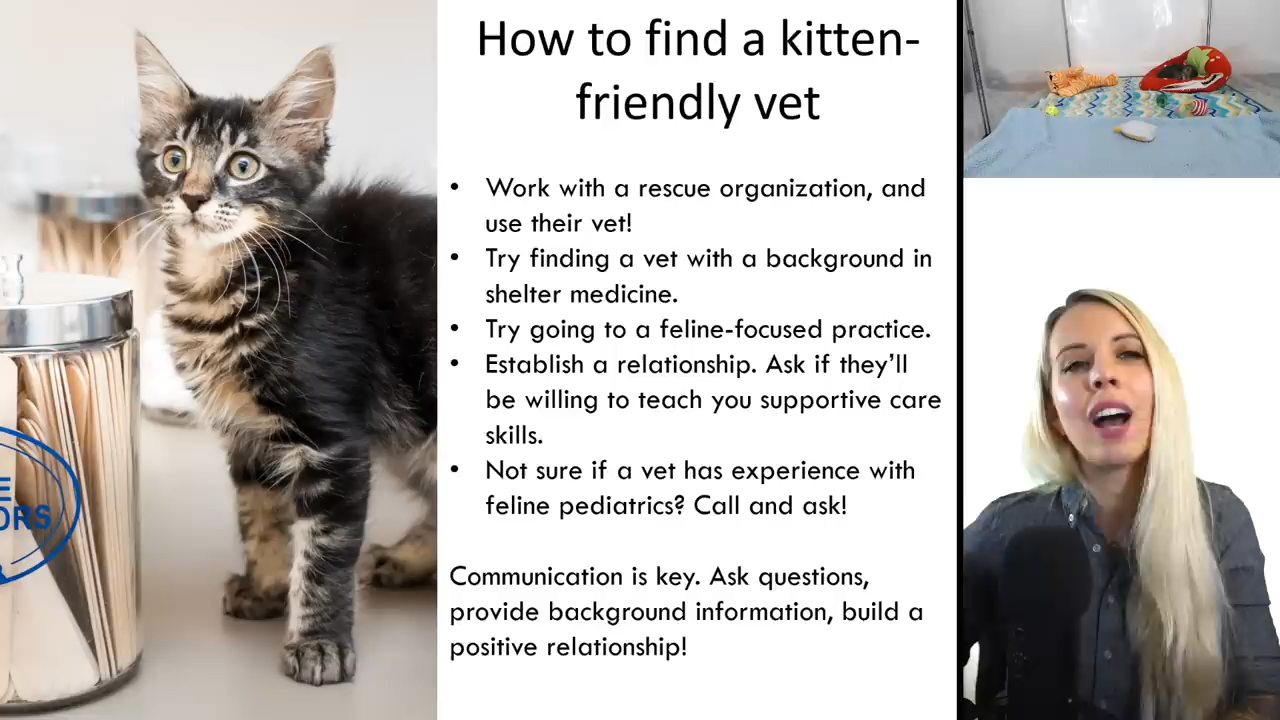 How to find a kitten-
friendly vet
• Work with a rescue organization, and
use their vet!
• Try finding a vet with a background in
shelter medicine.
• Try going to a feline-focused practice.
• Establish a relationship. Ask if they’ll
be willing to teach you supportive care
skills.
• Not sure if a vet has experience with
feline pediatrics? Call and ask!
Communication is key. Ask questions,
provide background information, build a
positive relationship!